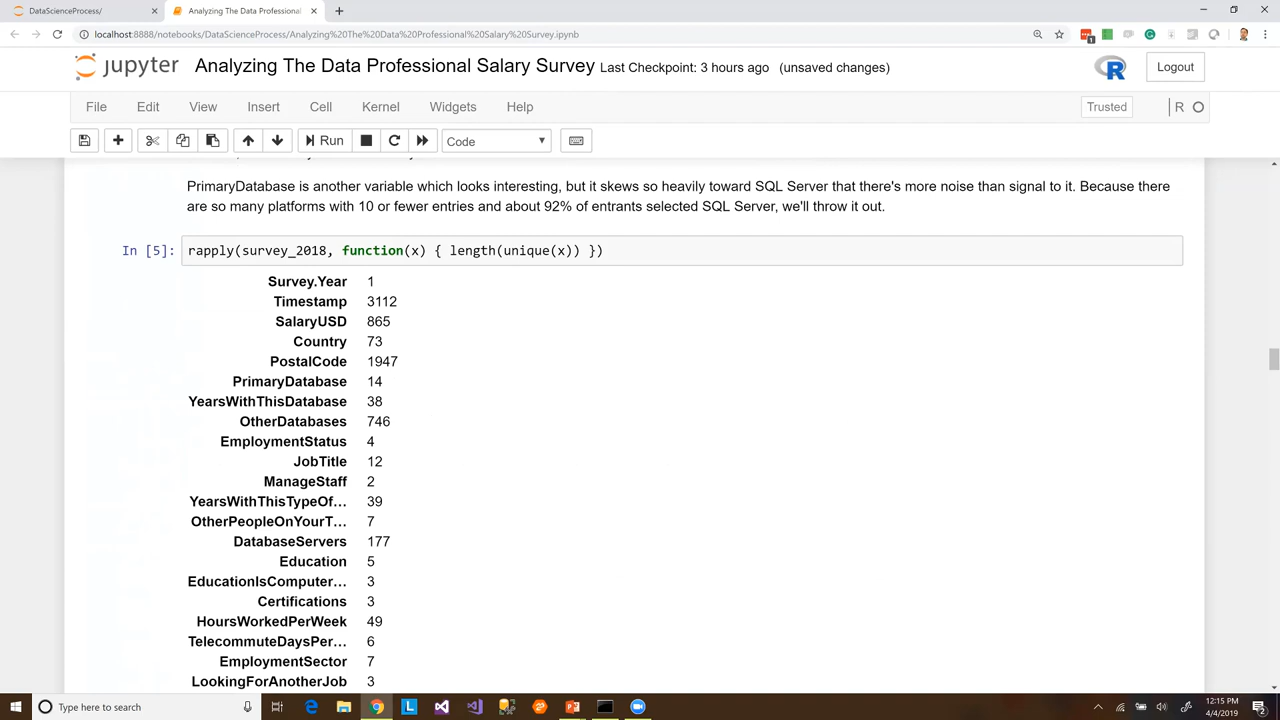 DataScienceProcess/
Analyzing The Data Professional
localhost:8888/notebooks/DataScienceProcess/Analyzing%20The%20Data%20Professional%20Salary%20Survey.ipynb
jupyter Analyzing The Data Professional Salary Survey Last Checkpoint: 3 hours ago (unsaved changes)
Logout
File Edit View Insert Cell Kernel Widgets Help
Trusted R
Run
Code
PrimaryDatabase is another variable which looks interesting, but it skews so heavily toward SQL Server that there's more noise than signal to it. Because there
are so many platforms with 10 or fewer entries and about 92% of entrants selected SQL Server, we'll throw it out.
In [5]: rapply(survey_2018, function(x) { length(unique(x)) })
Survey.Year 1
Timestamp 3112
SalaryUSD 865
Country 73
PostalCode 1947
PrimaryDatabase 14
YearsWithThisDatabase 38
OtherDatabases 746
EmploymentStatus 4
JobTitle 12
ManageStaff 2
YearsWithThisTypeOf… 39
OtherPeopleOnYourT… 7
DatabaseServers 177
Education 5
EducationIsComputer… 3
Certifications 3
HoursWorkedPerWeek 49
TelecommuteDaysPer… 6
EmploymentSector 7
LookingForAnotherJob 3
Type here to search
12:15 PM
4/4/2019